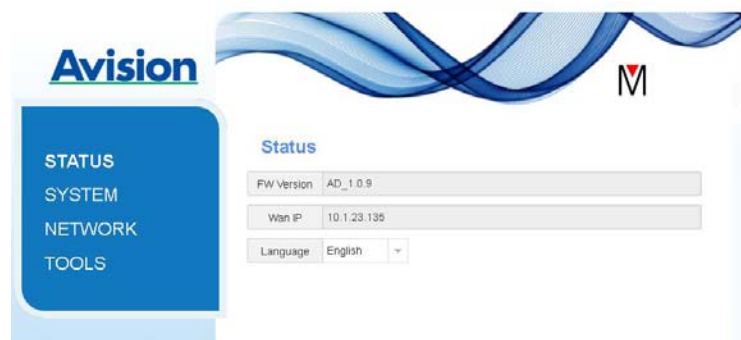 Avision
M
STATUS
SYSTEM
NETWORK
TOOLS
Status
FW Version AD_1.0.9
Wan IP 10.1.23.135
Language English